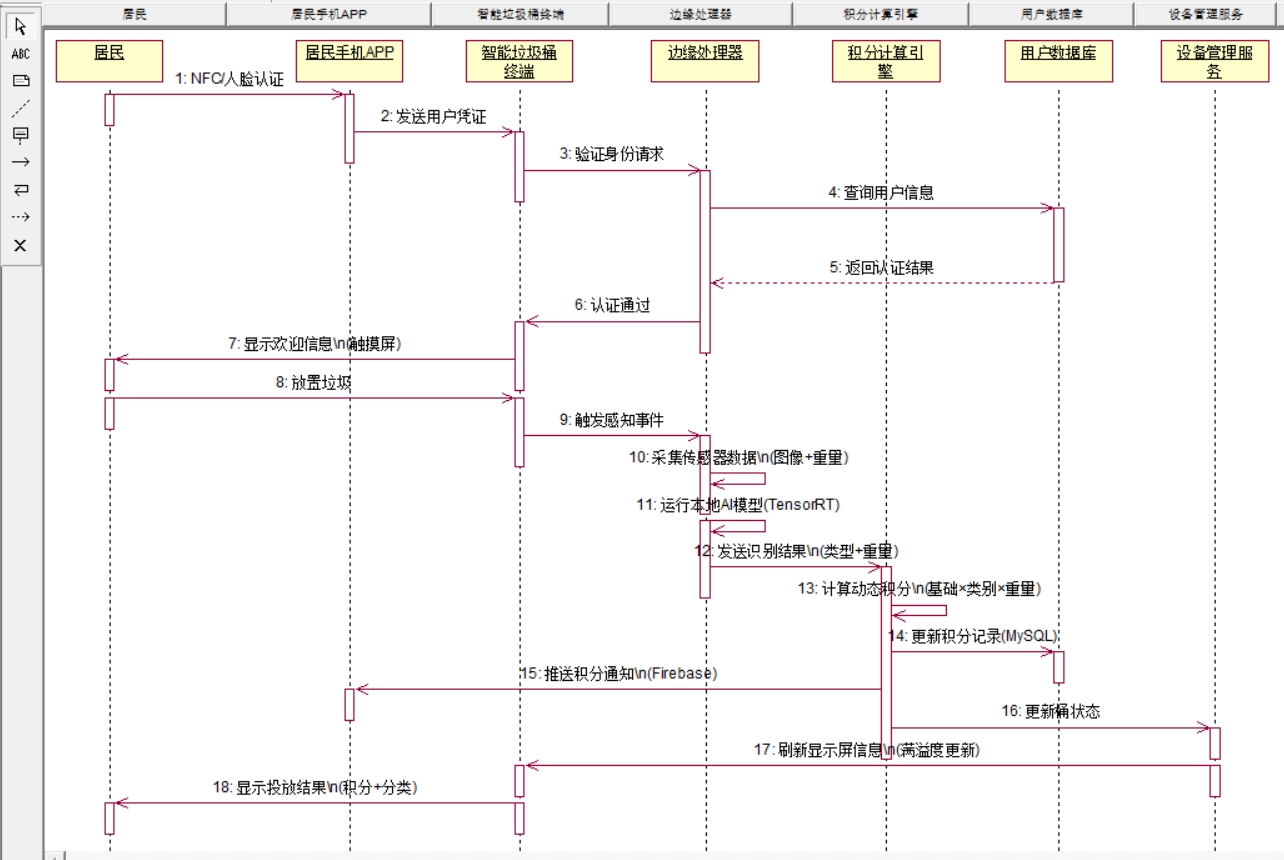 居民 居民手机APP 智能垃圾桶终端 边缘处理器 积分计算引擎 用户数据库 设备管理服务
ABC
居民 居民手机APP 智能垃圾桶 边缘处理器 积分计算引 用户数据库 设备管理服
终端 擎 务
1: NFC/人脸认证
2: 发送用户凭证
3: 验证身份请求
4: 查询用户信息
5: 返回认证结果
6: 认证通过
7: 显示欢迎信息\n(触摸屏)
8: 放置垃圾
9: 触发感知事件
10: 采集传感器数据\n(图像+重量)
11: 运行本地AI模型(TensorRT)
12: 发送识别结果\n(类型+重量)
13: 计算动态积分\n(基础×类别×重量)
14: 更新积分记录(MySQL)
15: 推送积分通知\n(Firebase)
16: 更新桶状态
17: 刷新显示屏信息\n(满溢度更新)
18: 显示投放结果\n(积分+分类)